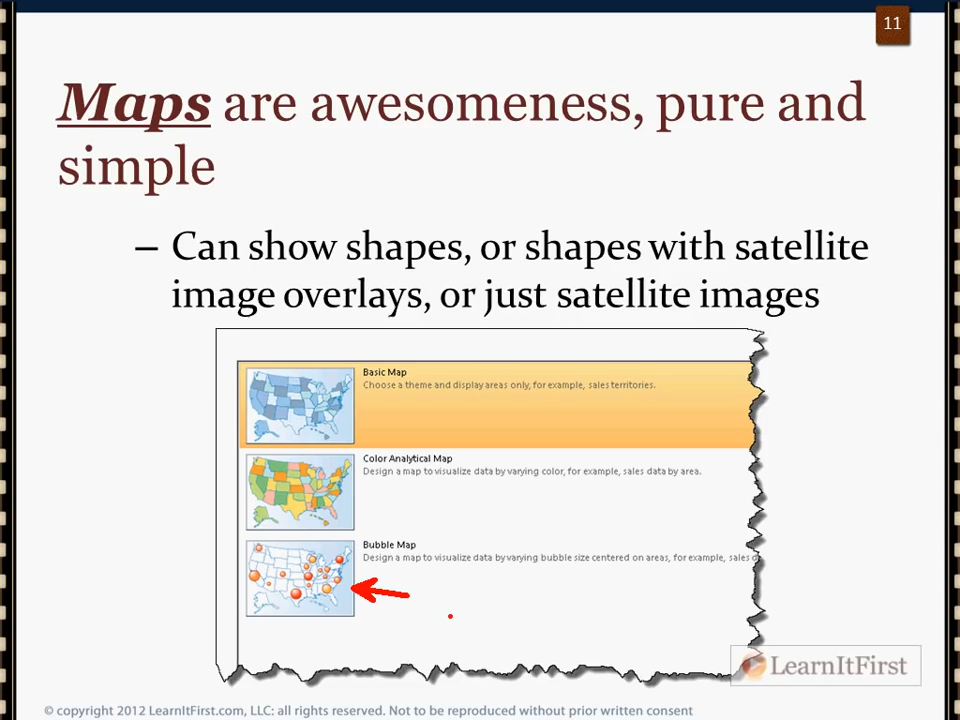 11
Maps are awesomeness, pure and
simple
– Can show shapes, or shapes with satellite
image overlays, or just satellite images
Basic Map
Choose a theme and display areas only, for example, sales territories.
Color Analytical Map
Design a map to visualize data by varying color, for example, sales data by area.
Bubble Map
Design a map to visualize data by varying bubble size centered on areas, for example, sales
LearnItFirst
© copyright 2012 LearnItFirst.com, LLC: all rights reserved. Not to be reproduced without prior written consent